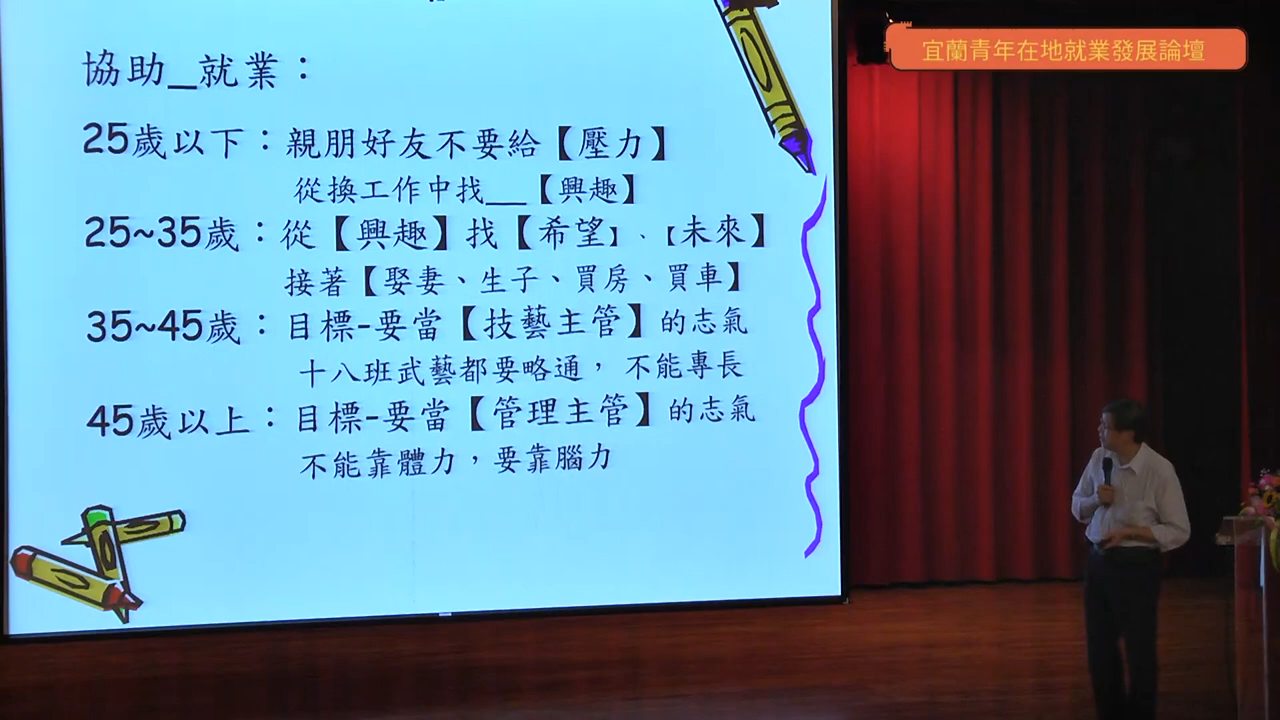 宜蘭青年在地就業發展論壇
協助__就業：
25歲以下：親朋好友不要給【壓力】
從換工作中找__【興趣】
25~35歲：從【興趣】找【希望】、【未來】
接著【娶妻、生子、買房、買車】
35~45歲：目標-要當【技藝主管】的志氣
十八班武藝都要略通，不能專長
45歲以上：目標-要當【管理主管】的志氣
不能靠體力，要靠腦力